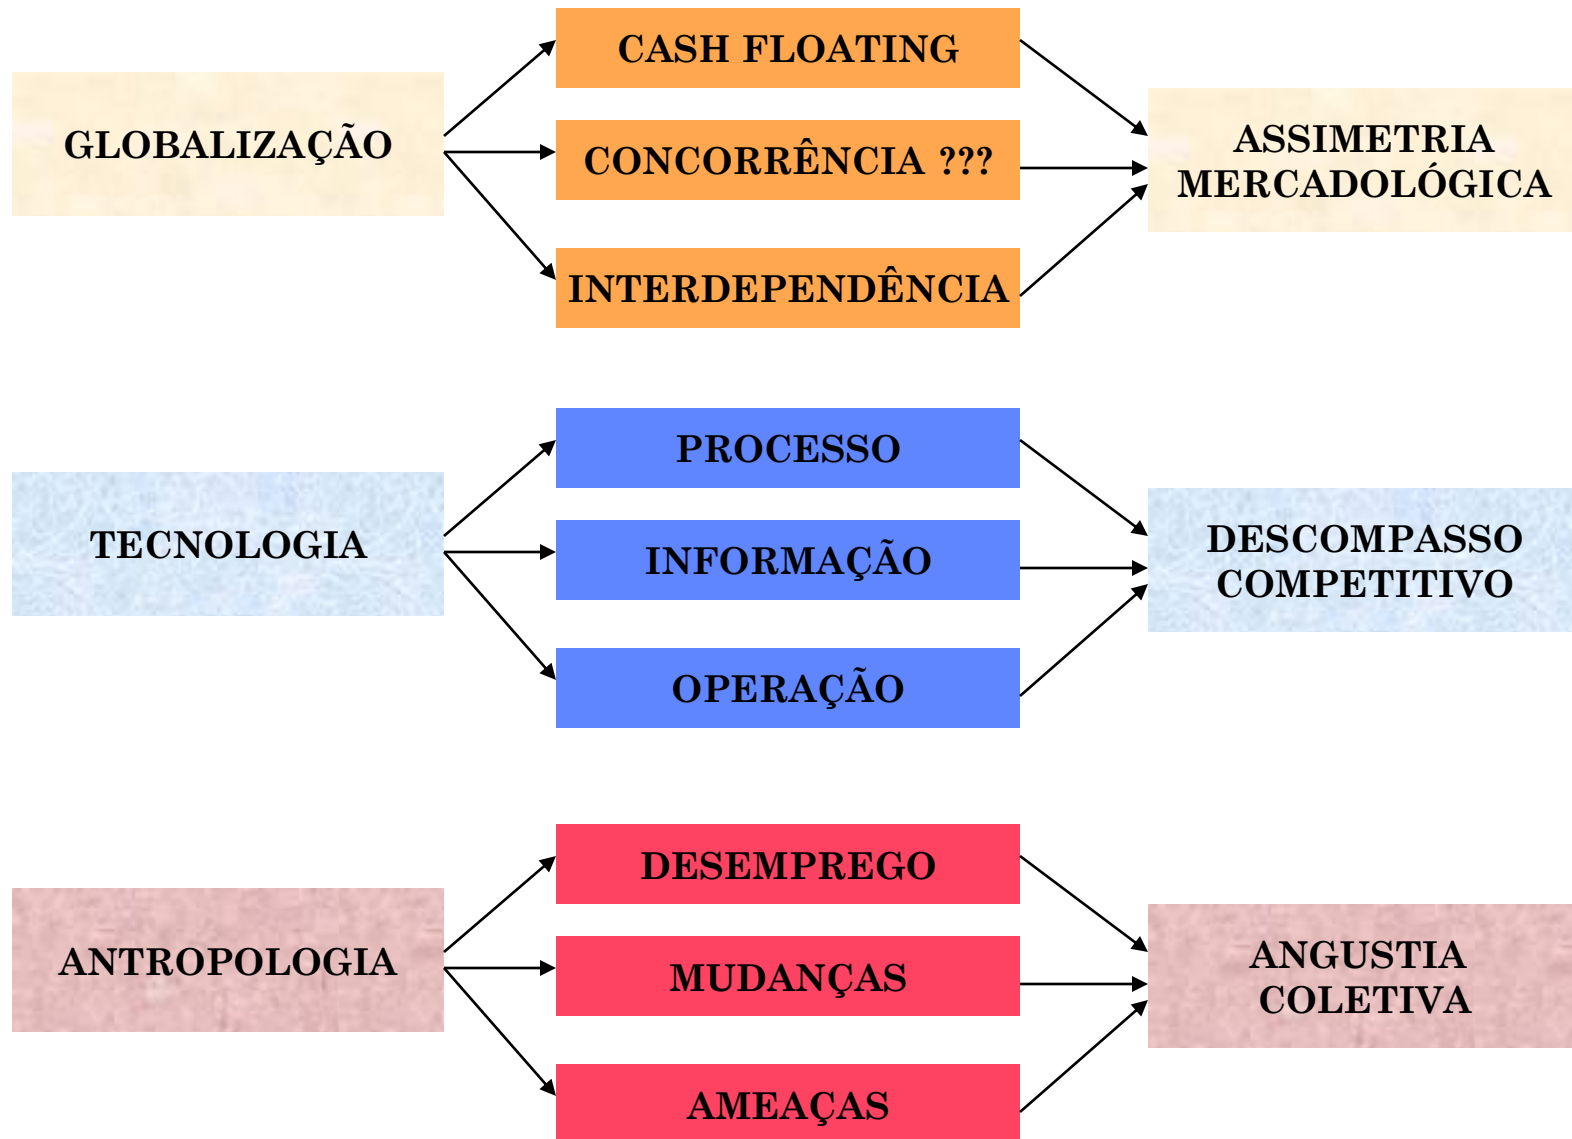 CASH FLOATING
GLOBALIZAÇÃO
CONCORRÊNCIA ???
INTERDEPENDÊNCIA
ASSIMETRIA
MERCADOLÓGICA
PROCESSO
TECNOLOGIA
INFORMAÇÃO
OPERAÇÃO
DESCOMPASSO
COMPETITIVO
DESEMPREGO
ANTROPOLOGIA
MUDANÇAS
AMEAÇAS
ANGUSTIA
COLETIVA